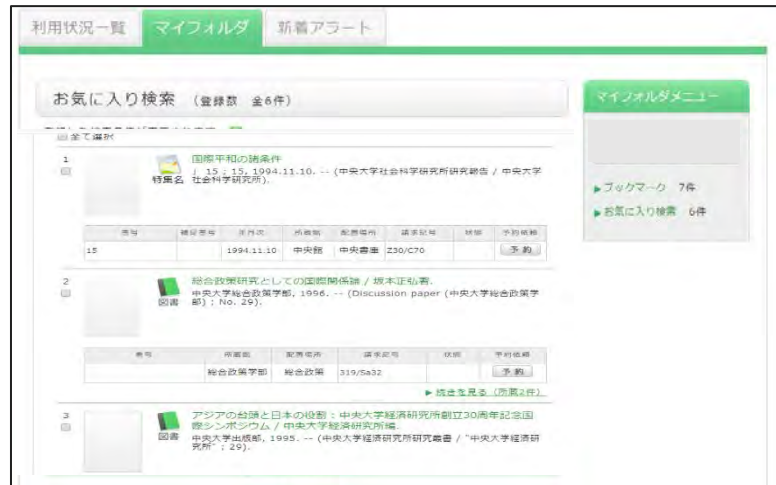 利用状況一覧 マイフォルダ 新着アラート
お気に入り検索 (登録数 全6件)
マイフォルダメニュー
全て選択
ブックマーク 7件
お気に入り検索 6件
1
特集名
国際平和の諸条件
; 15, 1994.11.10. -- (中央大学社会科学研究所研究報告 / 中央大学
社会科学研究所).
巻号 年月次 所蔵館 配置場所 請求記号 状態 予約依頼
15 1994.11.10 中央館 中央書庫 Z30/C70 予約
2
図書
総合政策研究としての国際関係論 / 坂本正弘著.
中央大学総合政策学部, 1996. -- (Discussion paper (中央大学総合政策学
部) ; No. 29).
巻号 所蔵館 配置場所 請求記号 状態 予約依頼
総合政策学部 総合政策 319/Sa32 予約
続きを見る (所蔵2件)
3
図書
アジアの台頭と日本の役割 : 中央大学経済研究所創立30周年記念国
際シンポジウム / 中央大学経済研究所編.
中央大学出版部, 1995. -- (中央大学経済研究所研究叢書 / "中央大学経済研
究所" ; 29).